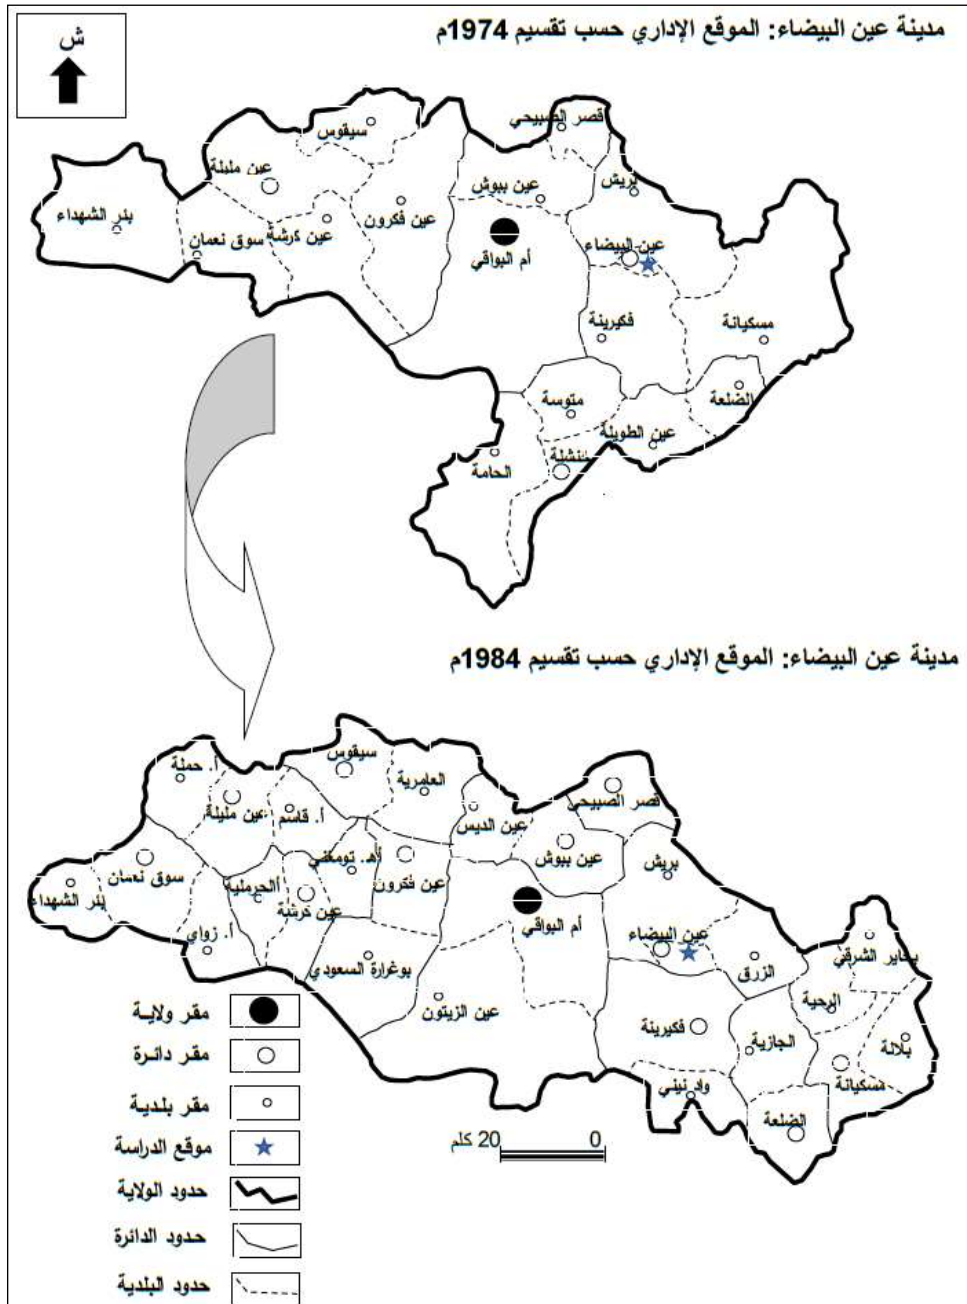 مدينة عين البيضاء: الموقع الإداري حسب تقسيم 1974م
ش
قصر الصبيحي
سيقوس
عين مليلة
بريش
عين ببوش
عين فكرون
بئر الشهداء
عين كرشة
سوق نعمان
عين البيضاء
أم البواقي
فكيرينة
مسكيانة
الضلعة
متوسة
عين الطويلة
خنشلة
الحامة
مدينة عين البيضاء: الموقع الإداري حسب تقسيم 1984م
سيقوس
أ. حملة
العامرية
قصر الصبيحي
عين مليلة
أ. قاسم
عين الديس
عين ببوش
أهـ. تومغني
سوق نعمان
بريش
عين فكرون
الحرملية
بئر الشهداء
عين كرشة
أم البواقي
أ. زواي
عين البيضاء
بحاير الشرقي
الزرق
بوغرارة السعودي
الرحية
عين الزيتون
فكيرينة
الجازية
بلالة
مسكيانة
واد نيني
الضلعة
20 كلم
0
مقر ولاية
مقر دائرة
مقر بلدية
موقع الدراسة
حدود الولاية
حدود الدائرة
حدود البلدية